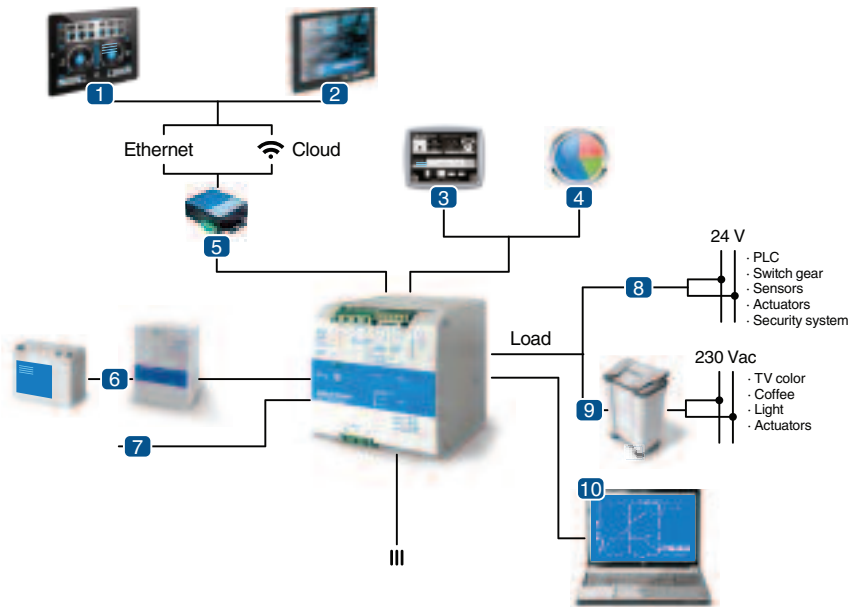 1
2
Ethernet
Cloud
3
4
5
24 V
· PLC
· Switch gear
· Sensors
· Actuators
· Security system
8
Load
6
230 Vac
· TV color
· Coffee
· Light
· Actuators
9
7
10